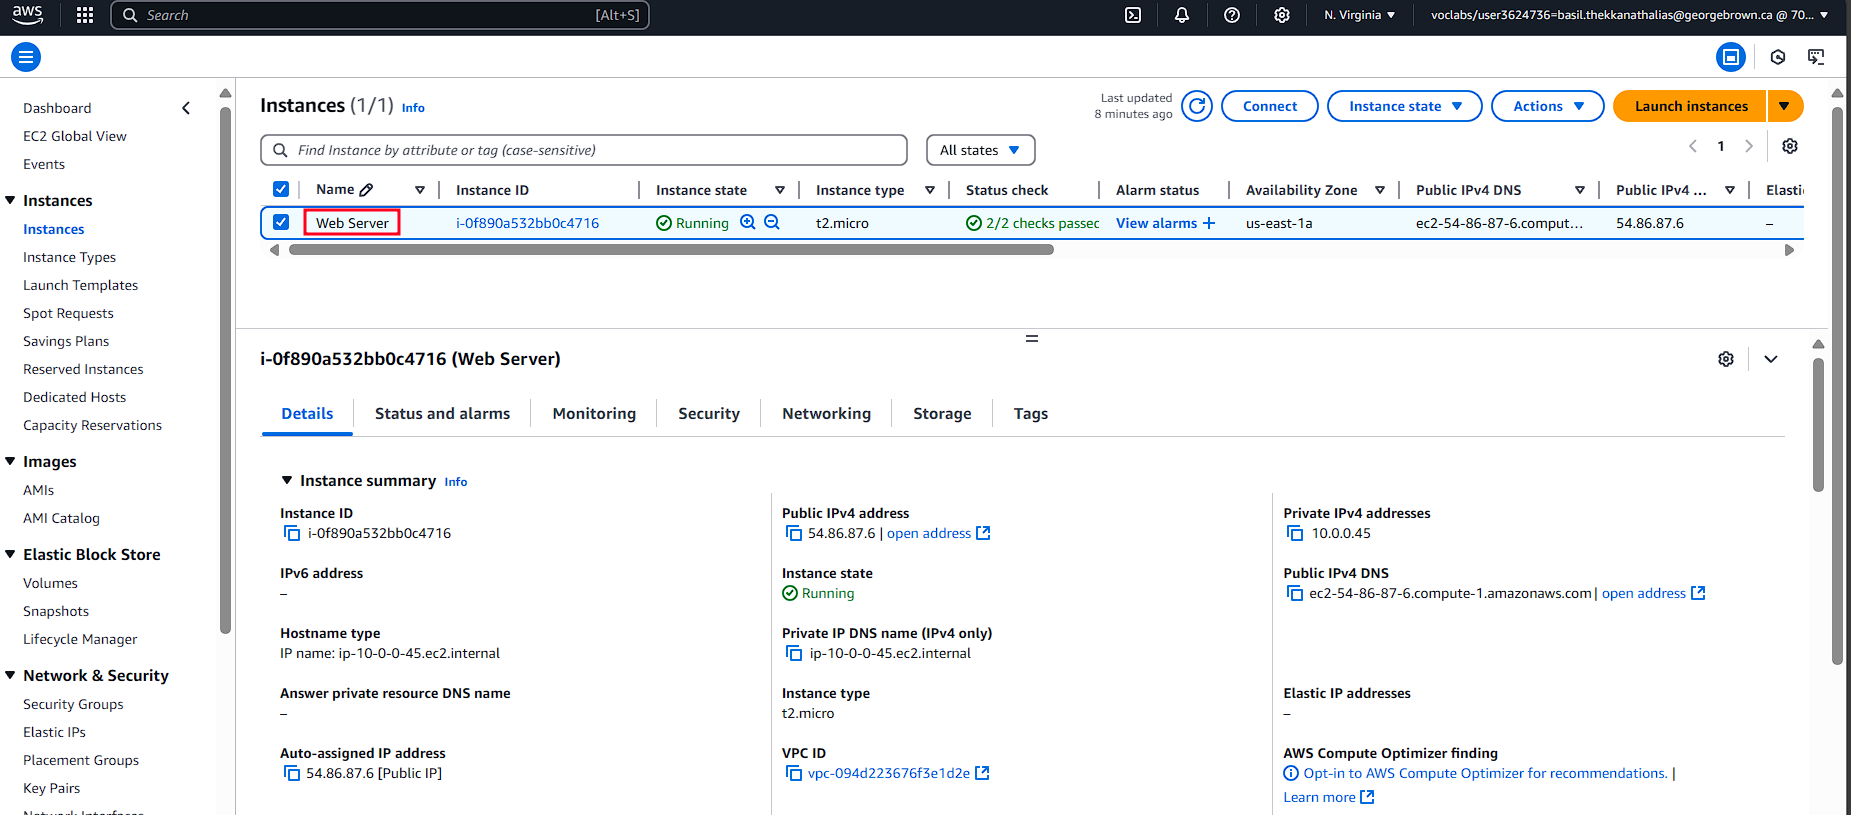 aws
Search [Alt+S]
N. Virginia
voclabs/user3624736=basil.thekkanathalias@georgebrown.ca @ 70...
Dashboard
EC2 Global View
Events
Instances
Instances
Instance Types
Launch Templates
Spot Requests
Savings Plans
Reserved Instances
Dedicated Hosts
Capacity Reservations
Images
AMIs
AMI Catalog
Elastic Block Store
Volumes
Snapshots
Lifecycle Manager
Network & Security
Security Groups
Elastic IPs
Placement Groups
Key Pairs
Network Interfaces
Instances (1/1) Info
Last updated
8 minutes ago
Connect
Instance state
Actions
Launch instances
Find Instance by attribute or tag (case-sensitive)
All states
1
Name Instance ID Instance state Instance type Status check Alarm status Availability Zone Public IPv4 DNS Public IPv4 ... Elasti
Web Server i-0f890a532bb0c4716 Running t2.micro 2/2 checks passed View alarms + us-east-1a ec2-54-86-87-6.comput... 54.86.87.6 –
i-0f890a532bb0c4716 (Web Server)
Details Status and alarms Monitoring Security Networking Storage Tags
Instance summary Info
Instance ID
i-0f890a532bb0c4716
Public IPv4 address
54.86.87.6 | open address
Private IPv4 addresses
10.0.0.45
IPv6 address
–
Instance state
Running
Public IPv4 DNS
ec2-54-86-87-6.compute-1.amazonaws.com | open address
Hostname type
IP name: ip-10-0-0-45.ec2.internal
Private IP DNS name (IPv4 only)
ip-10-0-0-45.ec2.internal
Answer private resource DNS name
–
Instance type
t2.micro
Elastic IP addresses
–
Auto-assigned IP address
54.86.87.6 [Public IP]
VPC ID
vpc-094d223676f3e1d2e
AWS Compute Optimizer finding
Opt-in to AWS Compute Optimizer for recommendations. |
Learn more